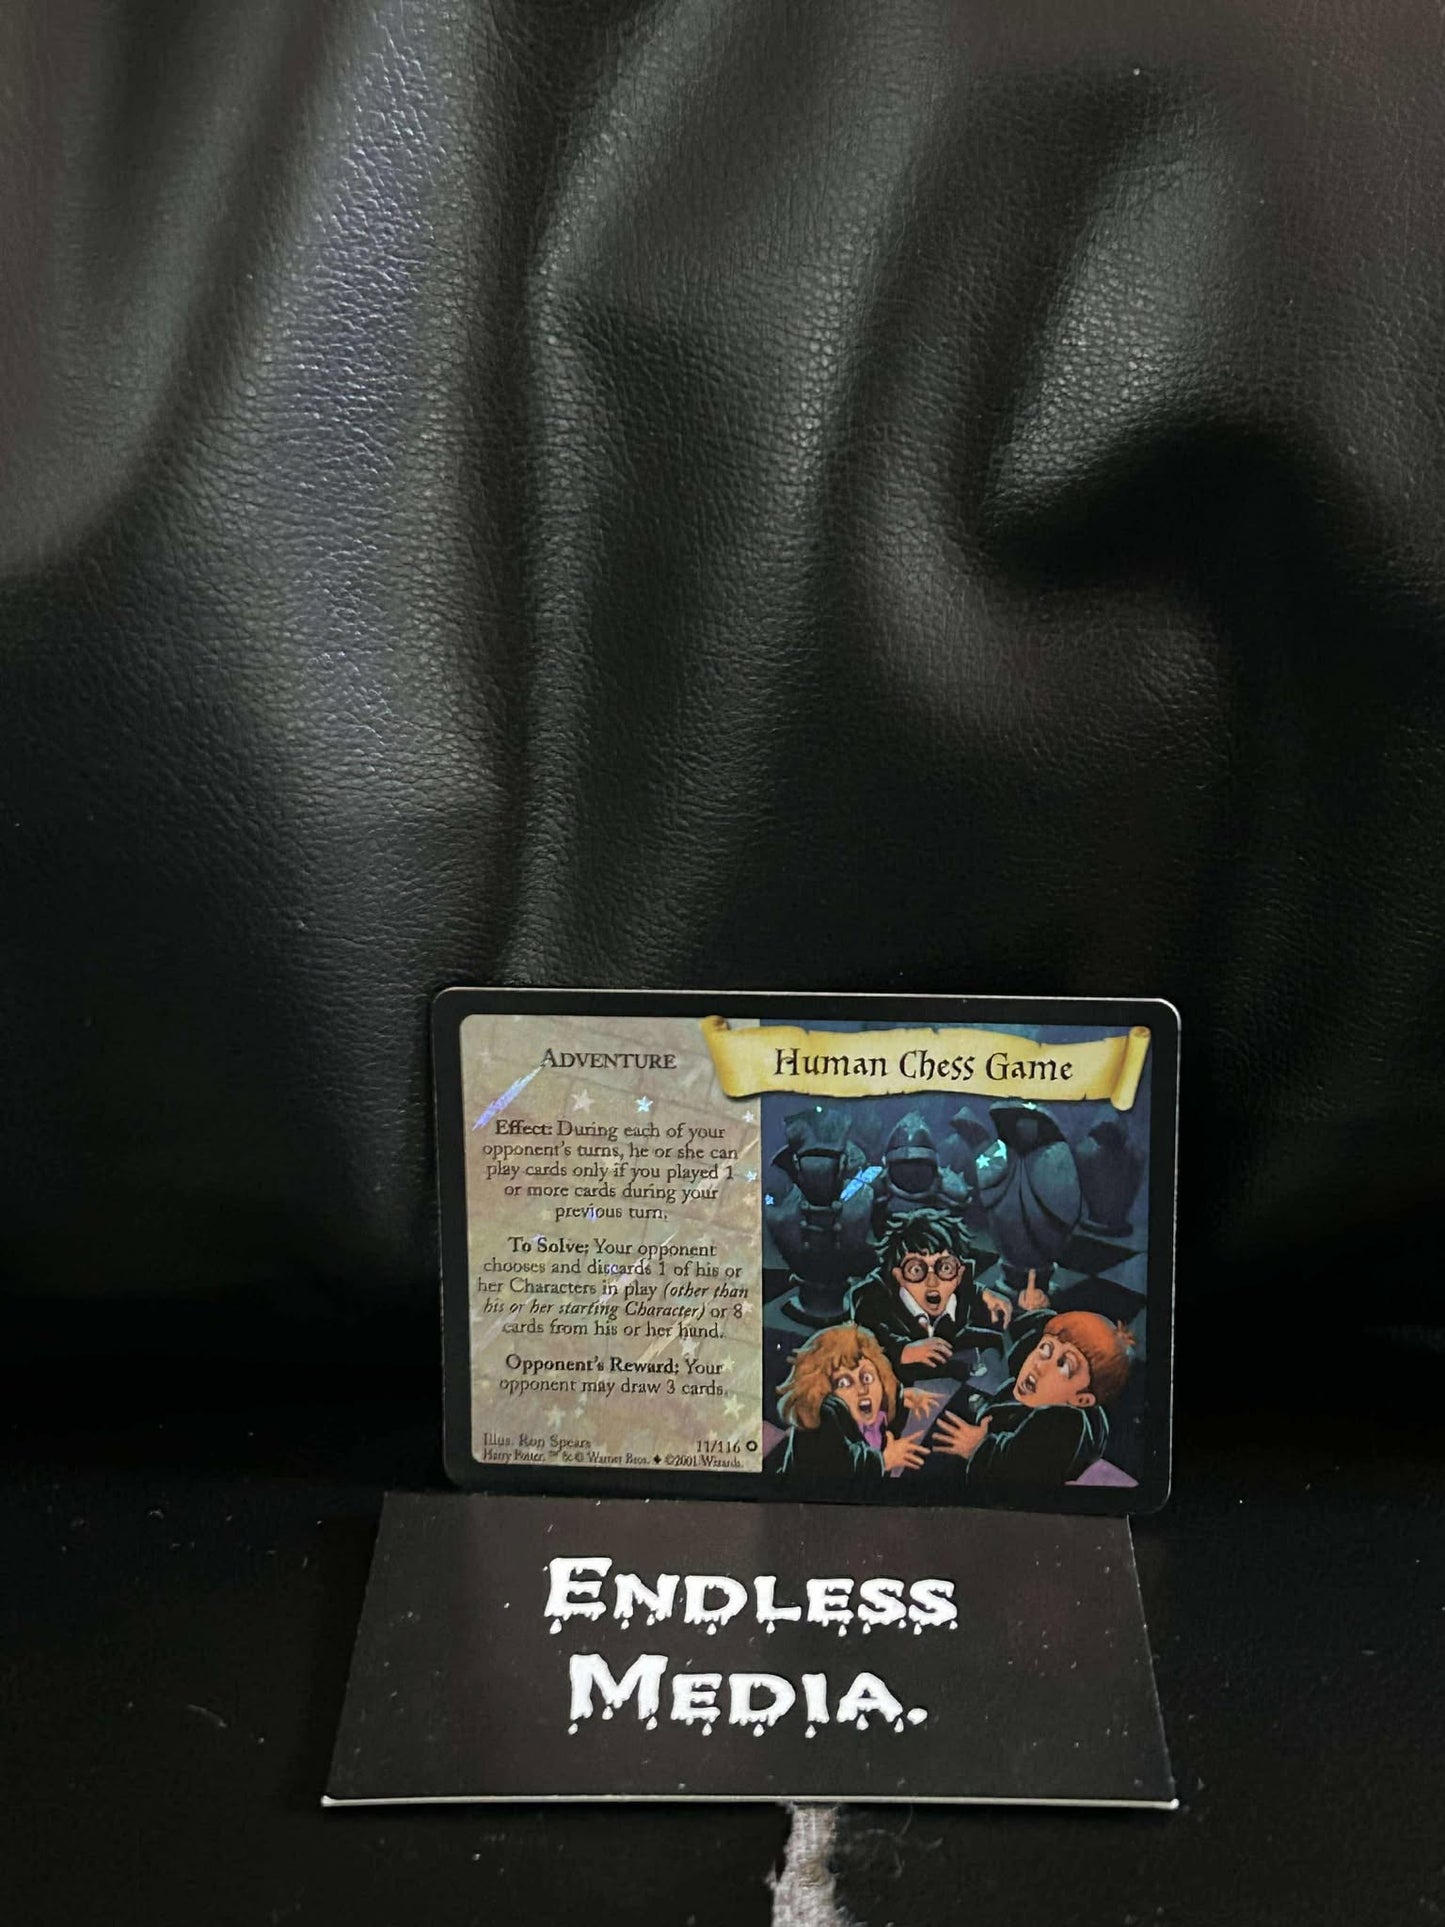 ADVENTURE
Human Chess Game
Effect: During each of your
opponent's turns, he or she can
play cards only if you played 1
or more cards during your
previous turn.
To Solve: Your opponent
chooses and discards 1 of his or
her Characters in play (other than
his or her starting Character) or 8
cards from his or her hand.
Opponent's Reward: Your
opponent may draw 3 cards.
Illus. Ron Spears 11/116
Harry Potter, ™ & © Warner Bros. ♦ ©2001 Wizards.
ENDLESS
MEDIA.